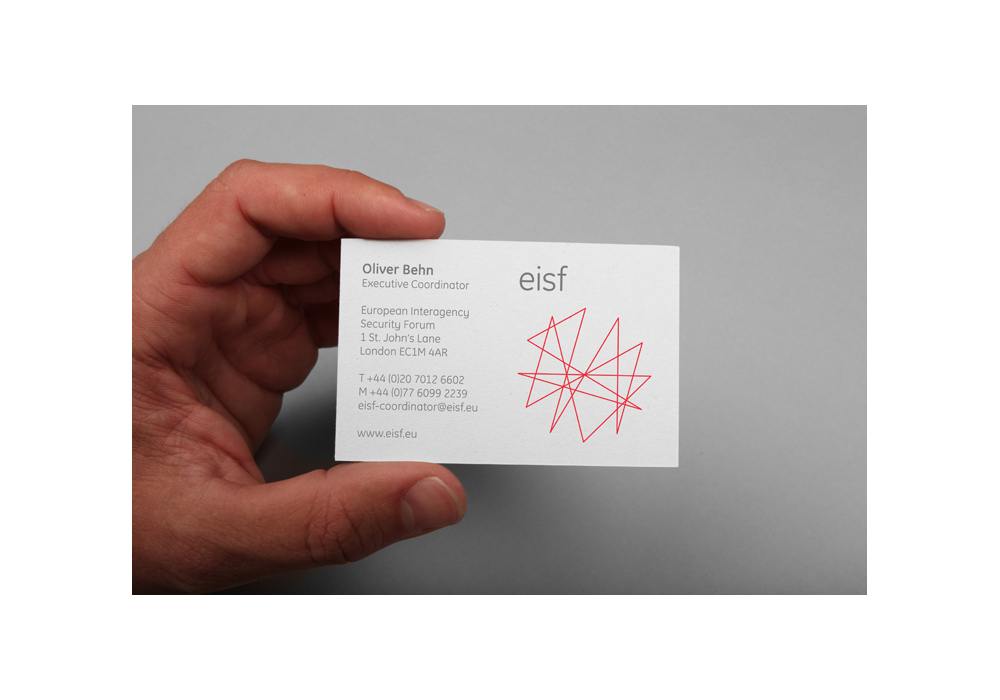 Oliver Behn
Executive Coordinator
European Interagency
Security Forum
1 St. John's Lane
London EC1M 4AR
T +44 (0)20 7012 6602
M +44 (0)77 6099 2239
eisf-coordinator@eisf.eu
www.eisf.eu
eisf